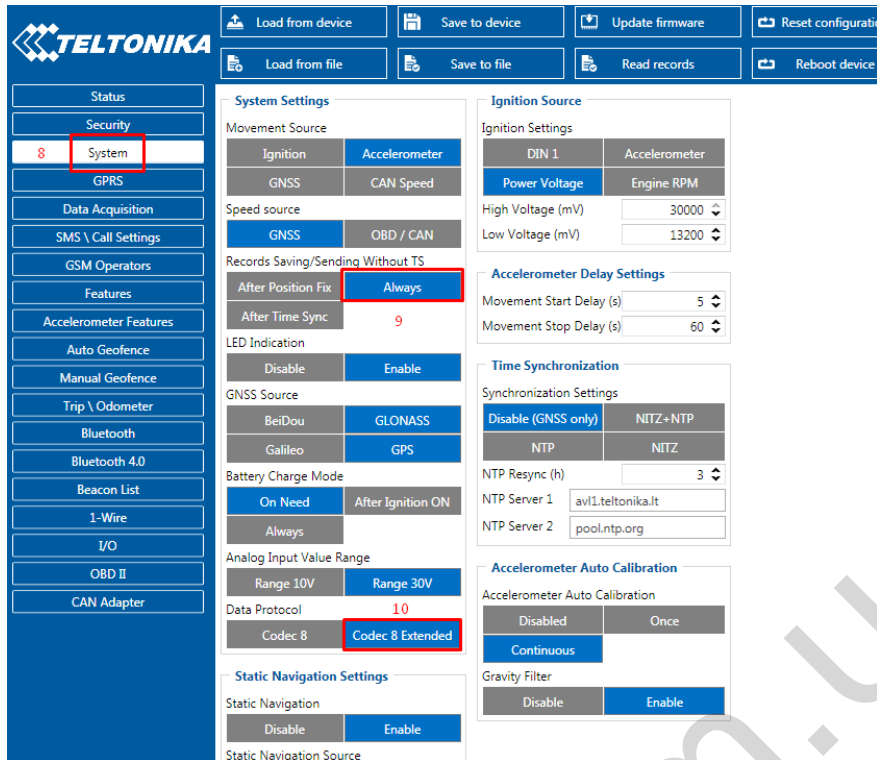 TELTONIKA
Load from device
Save to device
Update firmware
Reset configurati
Load from file
Save to file
Read records
Reboot device
Status
Security
8 System
GPRS
Data Acquisition
SMS \ Call Settings
GSM Operators
Features
Accelerometer Features
Auto Geofence
Manual Geofence
Trip \ Odometer
Bluetooth
Bluetooth 4.0
Beacon List
1-Wire
I/O
OBD II
CAN Adapter
System Settings
Movement Source
Ignition Accelerometer
GNSS CAN Speed
Speed source
GNSS OBD / CAN
Records Saving/Sending Without TS
After Position Fix Always
After Time Sync 9
LED Indication
Disable Enable
GNSS Source
BeiDou GLONASS
Galileo GPS
Battery Charge Mode
On Need After Ignition ON
Always
Analog Input Value Range
Range 10V Range 30V
Data Protocol 10
Codec 8 Codec 8 Extended
Static Navigation Settings
Static Navigation
Disable Enable
Static Navigation Source
Ignition Source
Ignition Settings
DIN 1 Accelerometer
Power Voltage Engine RPM
High Voltage (mV) 30000
Low Voltage (mV) 13200
Accelerometer Delay Settings
Movement Start Delay (s) 5
Movement Stop Delay (s) 60
Time Synchronization
Synchronization Settings
Disable (GNSS only) NITZ+NTP
NTP NITZ
NTP Resync (h) 3
NTP Server 1 avl1.teltonika.lt
NTP Server 2 pool.ntp.org
Accelerometer Auto Calibration
Accelerometer Auto Calibration
Disabled Once
Continuous
Gravity Filter
Disable Enable